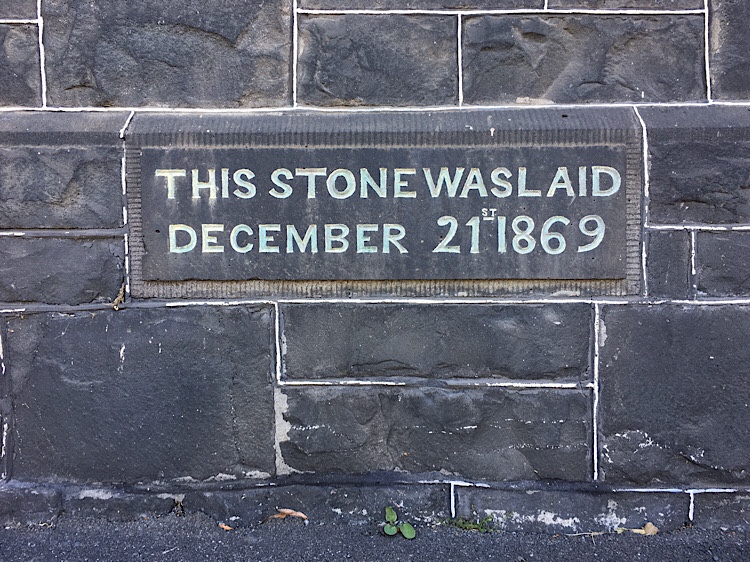 THIS STONE WAS LAID
DECEMBER 21ST 1869